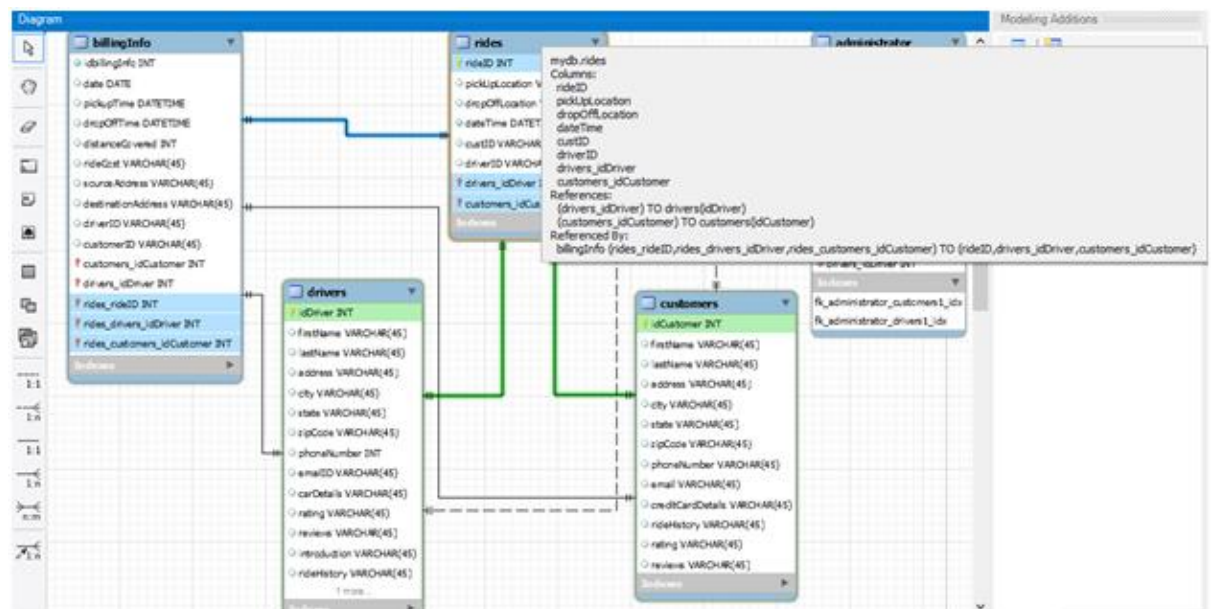 Diagram
Modeling Additions
billingInfo
idbillingInfo INT
date DATE
pickupTime DATETIME
dropOffTime DATETIME
distanceCovered INT
rideCost VARCHAR(45)
sourceAddress VARCHAR(45)
destinationAddress VARCHAR(45)
driverID VARCHAR(45)
customerID VARCHAR(45)
customers_idCustomer INT
drivers_idDriver INT
rides_rideID INT
rides_drivers_idDriver INT
rides_customers_idCustomer INT
Indexes
rides
rideID INT
pickUpLocation V
dropOffLocation
dateTime DATET
custID VARCHAR
driverID VARCH
drivers_idDriver
customers_idCus
Indexes
administrator
mydb.rides
Columns:
rideID
pickUpLocation
dropOffLocation
dateTime
custID
driverID
drivers_idDriver
customers_idCustomer
References:
(drivers_idDriver) TO drivers(idDriver)
(customers_idCustomer) TO customers(idCustomer)
Referenced By:
billingInfo (rides_rideID,rides_drivers_idDriver,rides_customers_idCustomer) TO (rideID,drivers_idDriver,customers_idCustomer)
drivers_idDriver INT
Indexes
fk_administrator_customers1_idx
fk_administrator_drivers1_idx
drivers
idDriver INT
firstName VARCHAR(45)
lastName VARCHAR(45)
address VARCHAR(45)
city VARCHAR(45)
state VARCHAR(45)
zipCode VARCHAR(45)
phoneNumber INT
emailID VARCHAR(45)
carDetails VARCHAR(45)
rating VARCHAR(45)
reviews VARCHAR(45)
introduction VARCHAR(45)
rideHistory VARCHAR(45)
1 more...
Indexes
customers
idCustomer INT
firstName VARCHAR(45)
lastName VARCHAR(45)
address VARCHAR(45)
city VARCHAR(45)
state VARCHAR(45)
zipCode VARCHAR(45)
phoneNumber VARCHAR(45)
email VARCHAR(45)
creditCardDetails VARCHAR(45)
rideHistory VARCHAR(45)
rating VARCHAR(45)
reviews VARCHAR(45)
Indexes
1:1
1:n
1:1
1:n
n:m
1:n